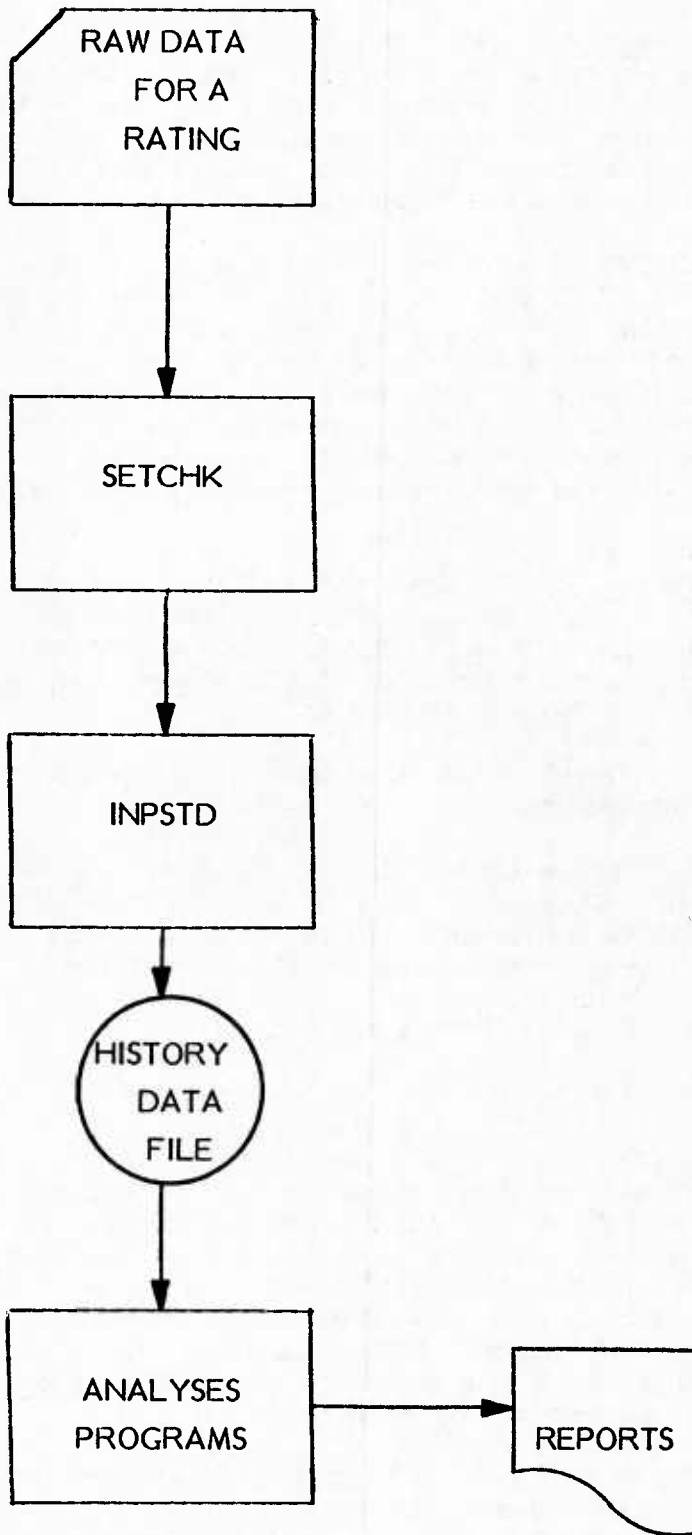 RAW DATA
FOR A
RATING
SETCHK
INPSTD
HISTORY
DATA
FILE
ANALYSES
PROGRAMS
REPORTS